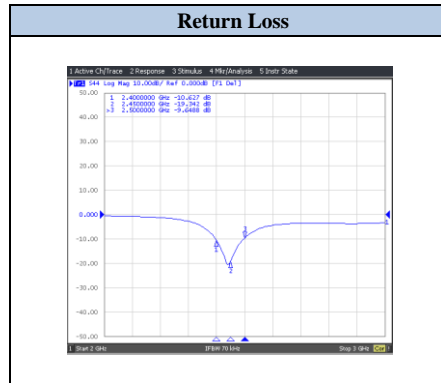 Return Loss
1 Active Ch/Trace 2 Response 3 Stimulus 4 Mkr/Analysis 5 Instr State
S44 Log Mag 10.00dB/ Ref 0.000dB [F1 Del]
50.00
1 2.4000000 GHz -10.627 dB
2 2.4500000 GHz -19.342 dB
>3 2.5000000 GHz -9.6488 dB
40.00
30.00
20.00
10.00
0.000
1
3
1
-10.00
2
-20.00
-30.00
-40.00
-50.00
1 Start 2 GHz IFBW 70 kHz Stop 3 GHz Cor